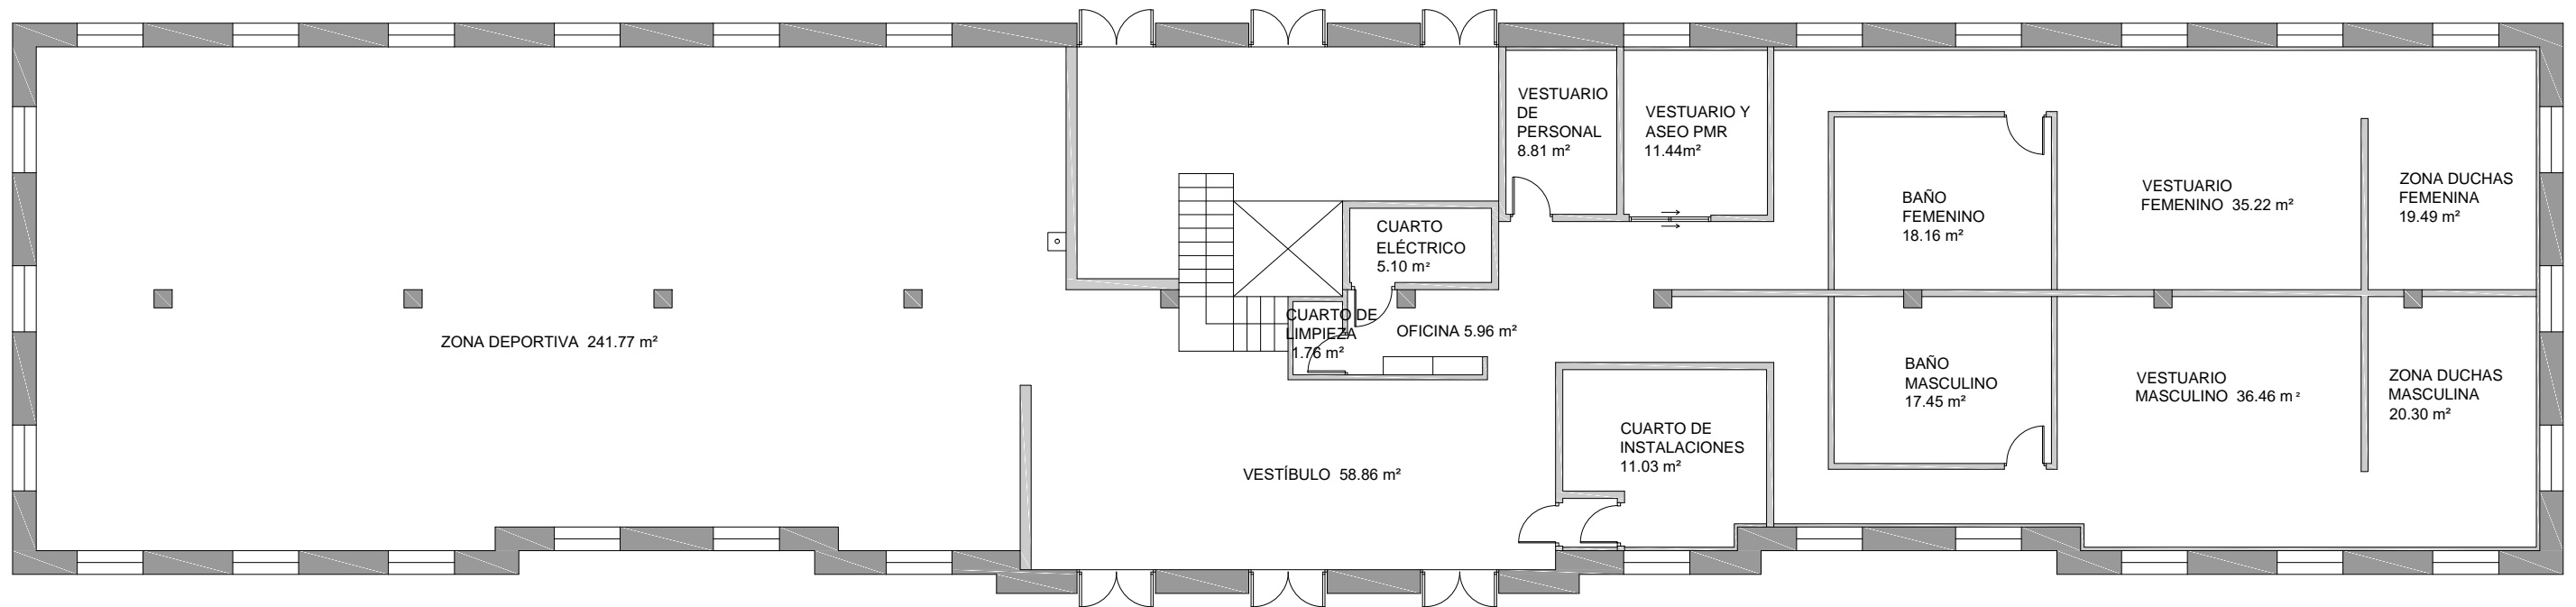 ZONA DEPORTIVA 241.77 m²
VESTUARIO
DE
PERSONAL
8.81 m²
VESTUARIO Y
ASEO PMR
11.44m²
CUARTO
ELÉCTRICO
5.10 m²
CUARTO DE
LIMPIEZA
1.76 m²
OFICINA 5.96 m²
VESTÍBULO 58.86 m²
CUARTO DE
INSTALACIONES
11.03 m²
BAÑO
FEMENINO
18.16 m²
VESTUARIO
FEMENINO 35.22 m²
ZONA DUCHAS
FEMENINA
19.49 m²
BAÑO
MASCULINO
17.45 m²
VESTUARIO
MASCULINO 36.46 m²
ZONA DUCHAS
MASCULINA
20.30 m²